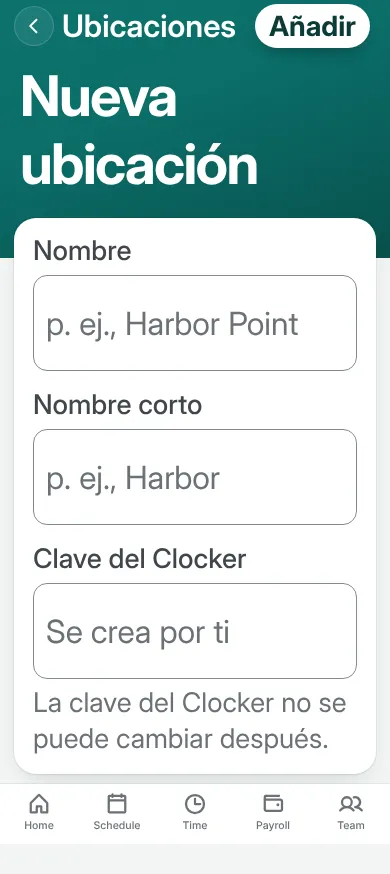 Ubicaciones
Añadir
Nueva
ubicación
Nombre
p. ej., Harbor Point
Nombre corto
p. ej., Harbor
Clave del Clocker
Se crea por ti
La clave del Clocker no se
puede cambiar después.
Home
Schedule
Time
Payroll
Team